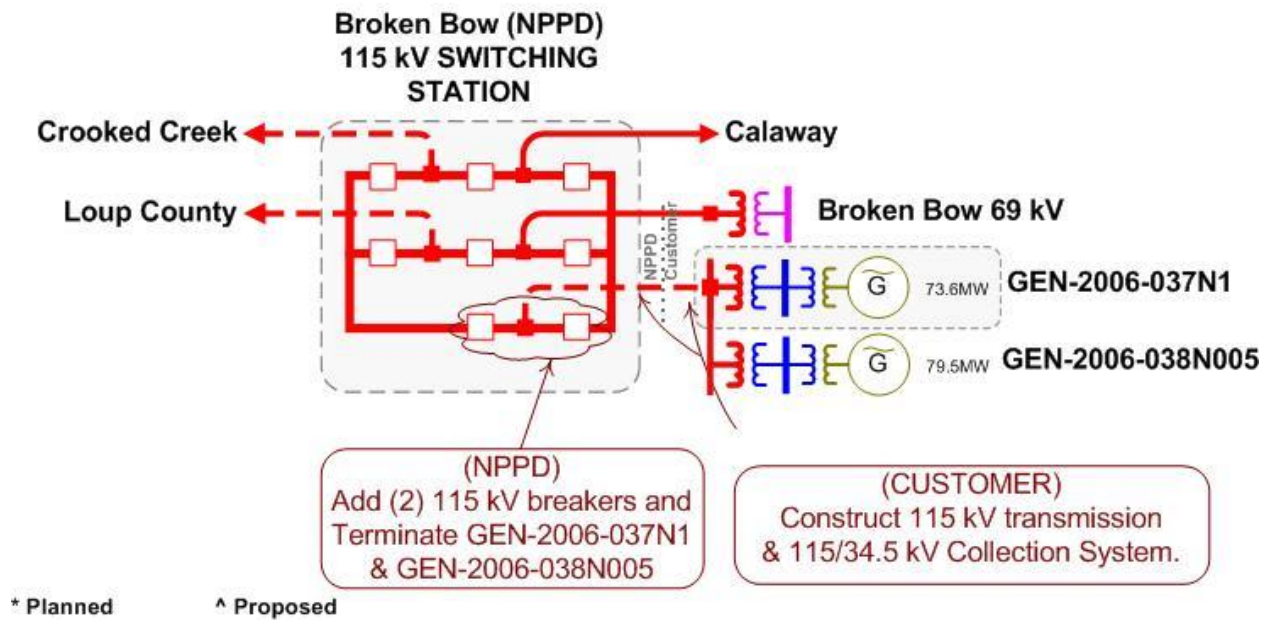 Broken Bow (NPPD)
115 kV SWITCHING
STATION
Crooked Creek
Calaway
Loup County
Broken Bow 69 kV
NPPD
Customer
G
73.6MW
GEN-2006-037N1
G
79.5MW
GEN-2006-038N005
(NPPD)
Add (2) 115 kV breakers and
Terminate GEN-2006-037N1
& GEN-2006-038N005
(CUSTOMER)
Construct 115 kV transmission
& 115/34.5 kV Collection System.
* Planned
^ Proposed